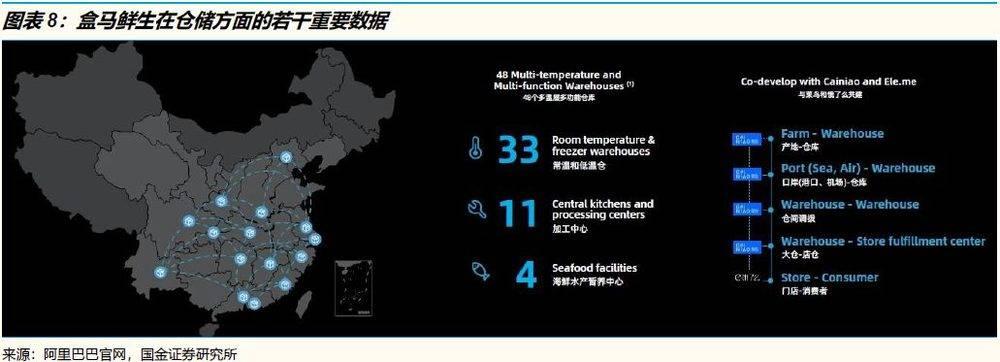 图表 8：盒马鲜生在仓储方面的若干重要数据
48 Multi-temperature and
Multi-function Warehouses (1)
48个多温层多功能仓库
33
Room temperature &
freezer warehouses
常温和低温仓
11
Central kitchens and
processing centers
加工中心
4
Seafood facilities
海鲜水产暂养中心
Co-develop with Cainiao and Ele.me
与菜鸟和饿了么共建
Farm - Warehouse
产地-仓库
Port (Sea, Air) - Warehouse
口岸(港口、机场)-仓库
Warehouse - Warehouse
仓间调拨
Warehouse - Store fulfillment center
大仓-店仓
Store - Consumer
门店-消费者
来源：阿里巴巴官网，国金证券研究所